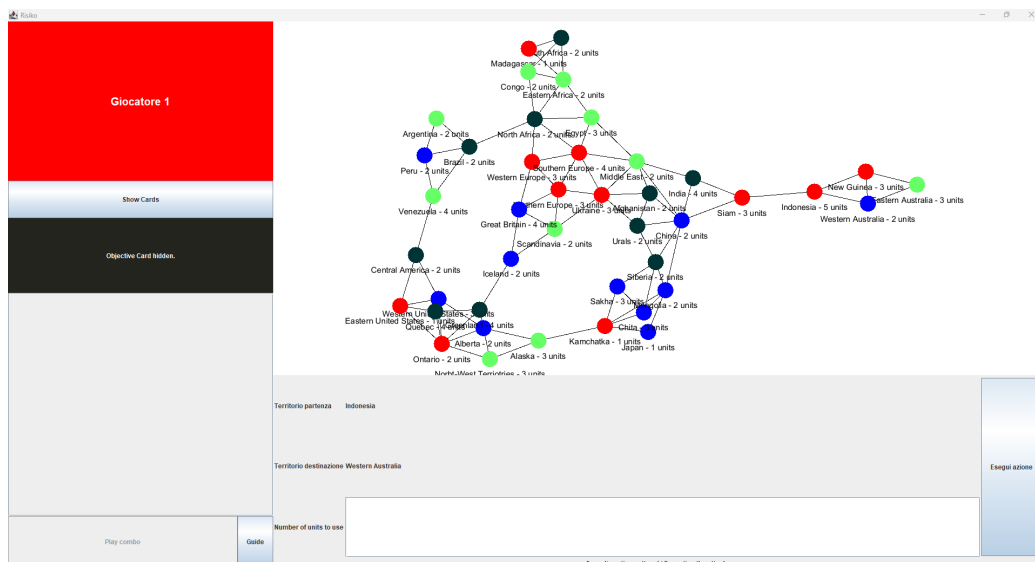 Risiko
Giocatore 1
Show Cards
Objective Card hidden.
Play combo
Guide
Africa - 2 units
Madagascar - 1 units
Congo - 2 units
Eastern Africa - 2 units
Argentina - 2 units
North Africa - 2 units
Egypt - 3 units
Brazil - 2 units
Peru - 2 units
Southern Europe - 4 units
Western Europe - 3 units
Middle East - 2 units
India - 4 units
New Guinea - 3 units
Eastern Australia - 3 units
Venezuela - 4 units
Europe - 3 units
Ukraine - 3 units
Afghanistan - 2 units
Siam - 3 units
Indonesia - 5 units
Western Australia - 2 units
Great Britain - 4 units
Urals - 2 units
China - 2 units
Scandinavia - 2 units
Central America - 2 units
Iceland - 2 units
Siberia - 2 units
Sakha - 3 units
Mongolia - 2 units
Western United States -
Eastern United States - 1 units
Quebec -
Alberta - 2 units
Chita - units
Kamchatka - 1 units
Japan - 1 units
Ontario - 2 units
Alaska - 3 units
Norht-West Terriotries - 3 units
Territorio partenza Indonesia
Territorio destinazione Western Australia
Number of units to use
Esegui azione